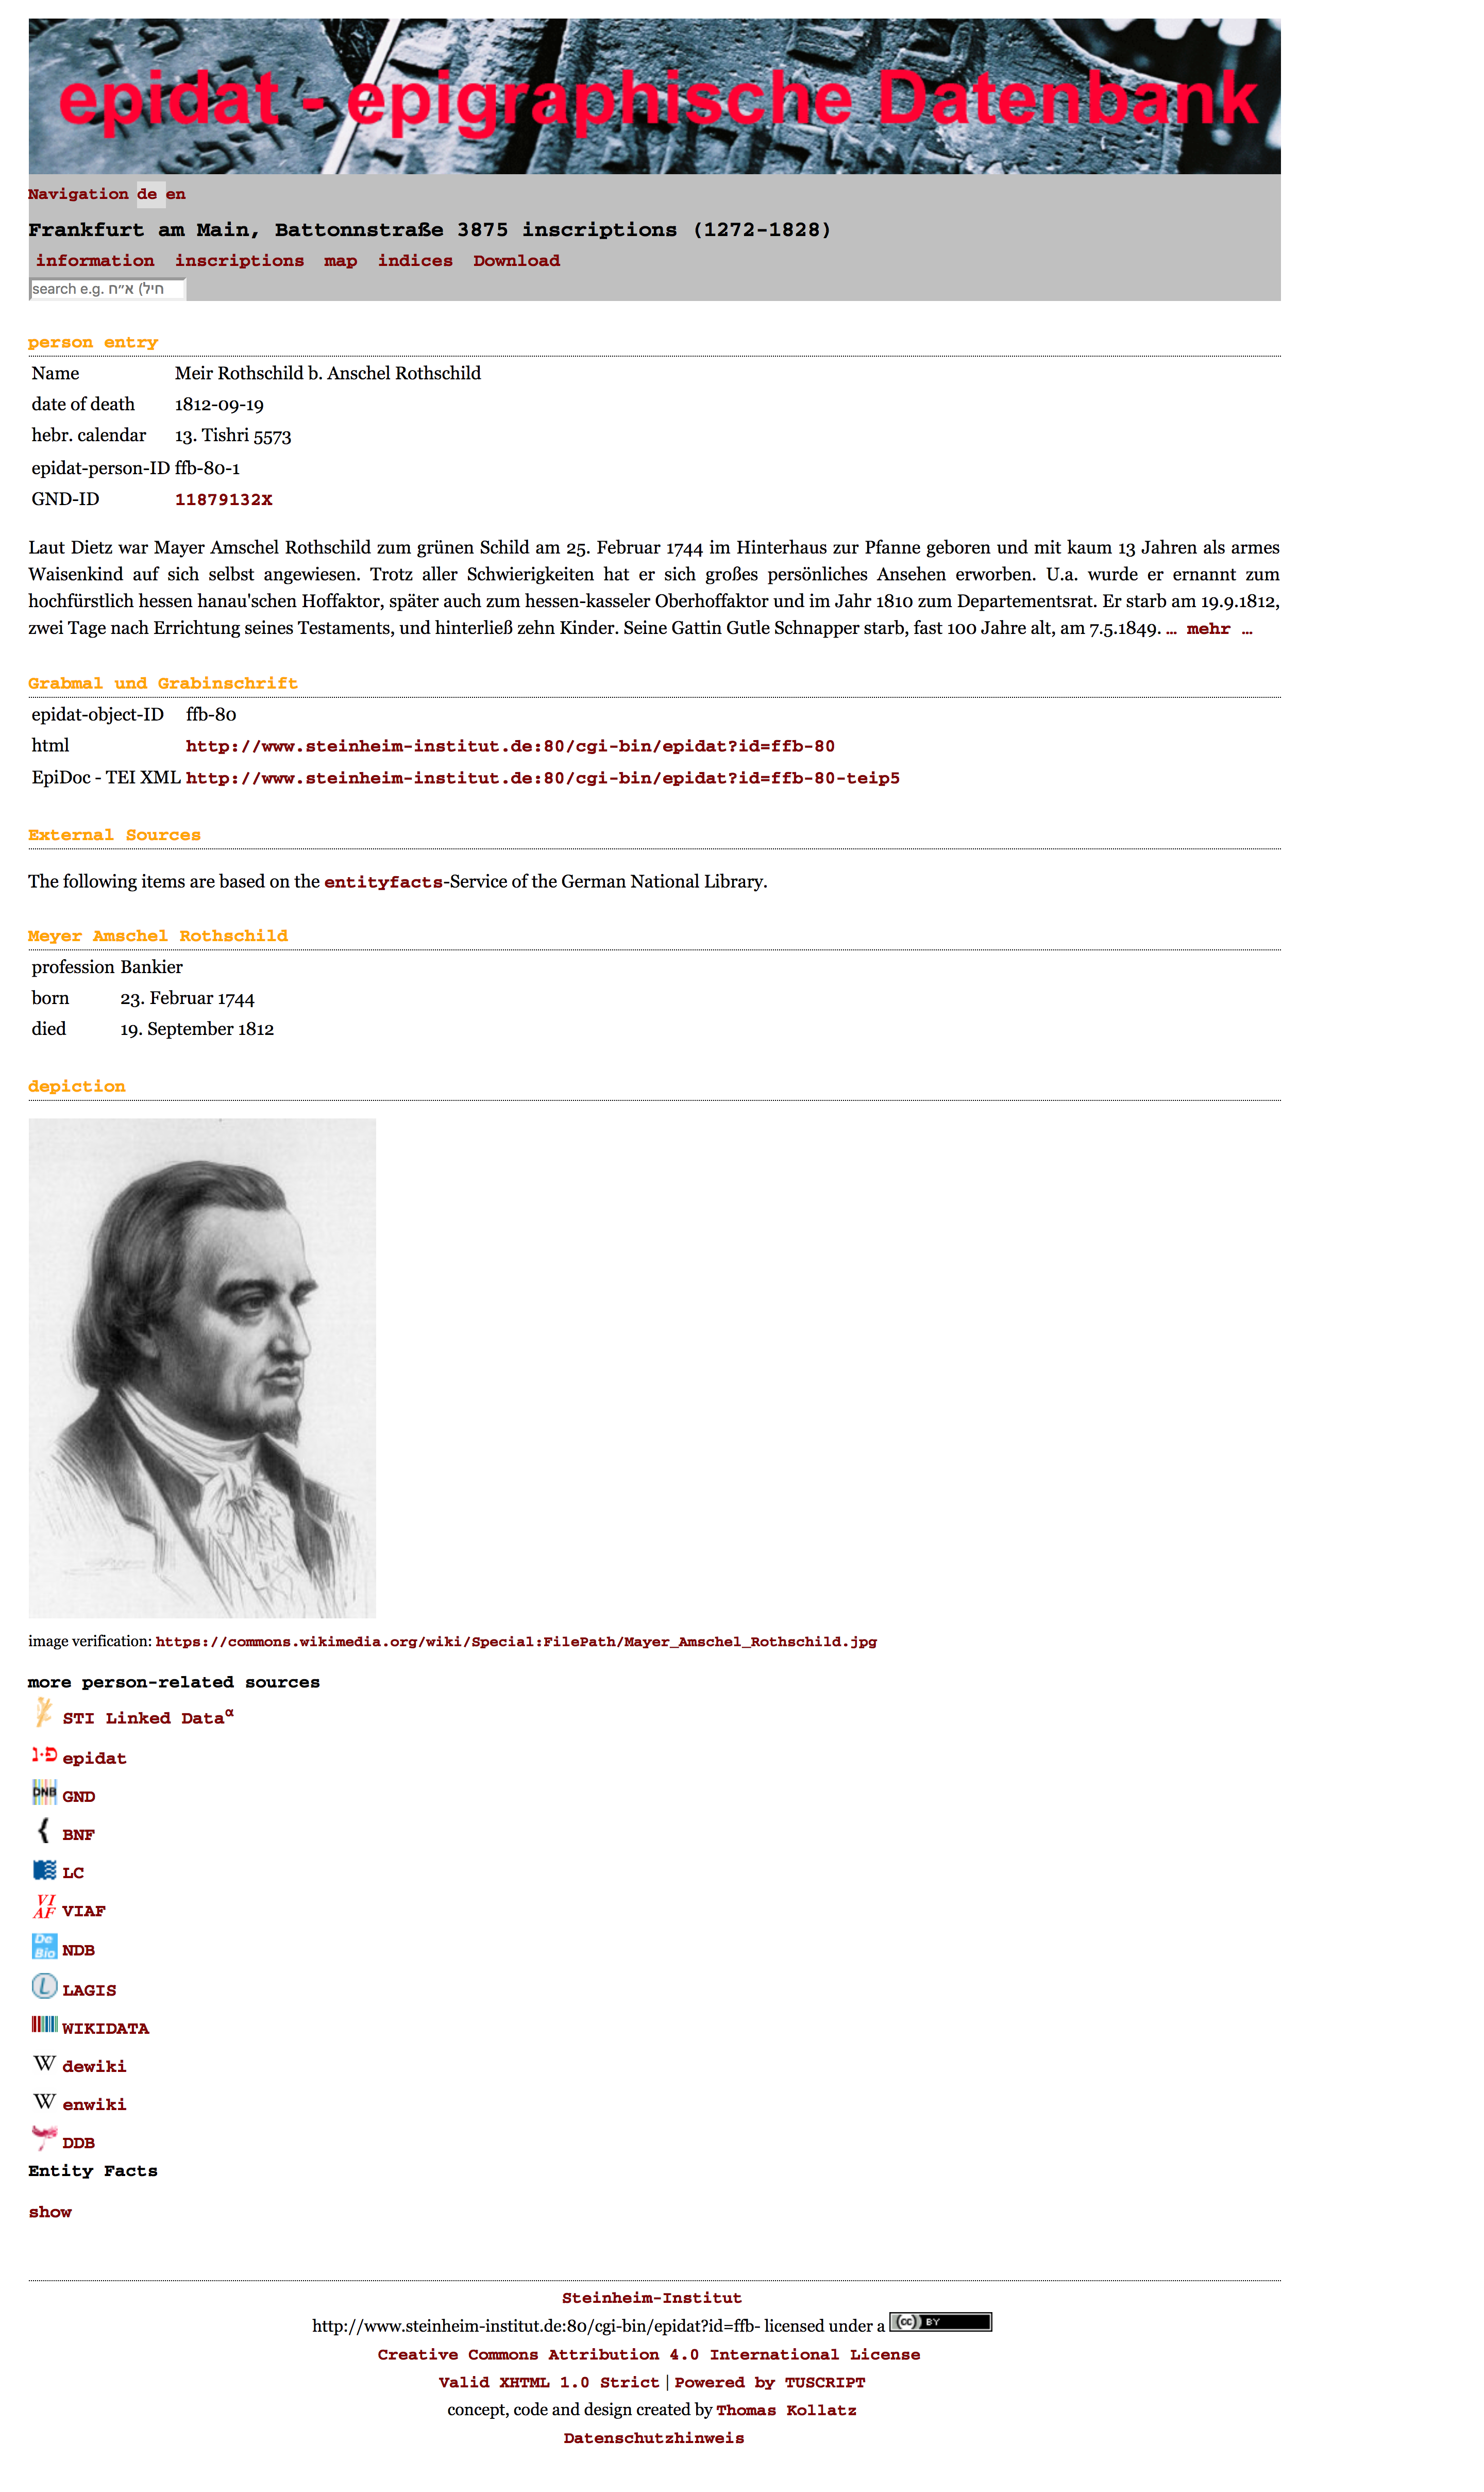 epidat - epigraphische Datenbank
Navigation de en
Frankfurt am Main, Battonnstraße 3875 inscriptions (1272-1828)
information inscriptions map indices Download
search e.g. חיל) א״ח
person entry
Name Meir Rothschild b. Anschel Rothschild
date of death 1812-09-19
hebr. calendar 13. Tishri 5573
epidat-person-ID ffb-80-1
GND-ID 11879132X
Laut Dietz war Mayer Amschel Rothschild zum grünen Schild am 25. Februar 1744 im Hinterhaus zur Pfanne geboren und mit kaum 13 Jahren als armes
Waisenkind auf sich selbst angewiesen. Trotz aller Schwierigkeiten hat er sich großes persönliches Ansehen erworben. U.a. wurde er ernannt zum
hochfürstlich hessen hanau'schen Hoffaktor, später auch zum hessen-kasseler Oberhoffaktor und im Jahr 1810 zum Departementsrat. Er starb am 19.9.1812,
zwei Tage nach Errichtung seines Testaments, und hinterließ zehn Kinder. Seine Gattin Gutle Schnapper starb, fast 100 Jahre alt, am 7.5.1849. … mehr …
Grabmal und Grabinschrift
epidat-object-ID ffb-80
html http://www.steinheim-institut.de:80/cgi-bin/epidat?id=ffb-80
EpiDoc - TEI XML http://www.steinheim-institut.de:80/cgi-bin/epidat?id=ffb-80-teip5
External Sources
The following items are based on the entityfacts-Service of the German National Library.
Meyer Amschel Rothschild
profession Bankier
born 23. Februar 1744
died 19. September 1812
depiction
image verification: https://commons.wikimedia.org/wiki/Special:FilePath/Mayer_Amschel_Rothschild.jpg
more person-related sources
STI Linked Dataα
נ·פ epidat
DNB GND
BNF
LC
VI AF VIAF
De Bio NDB
L LAGIS
WIKIDATA
W dewiki
W enwiki
DDB
Entity Facts
show
Steinheim-Institut
http://www.steinheim-institut.de:80/cgi-bin/epidat?id=ffb- licensed under a cc BY
Creative Commons Attribution 4.0 International License
Valid XHTML 1.0 Strict | Powered by TUSCRIPT
concept, code and design created by Thomas Kollatz
Datenschutzhinweis